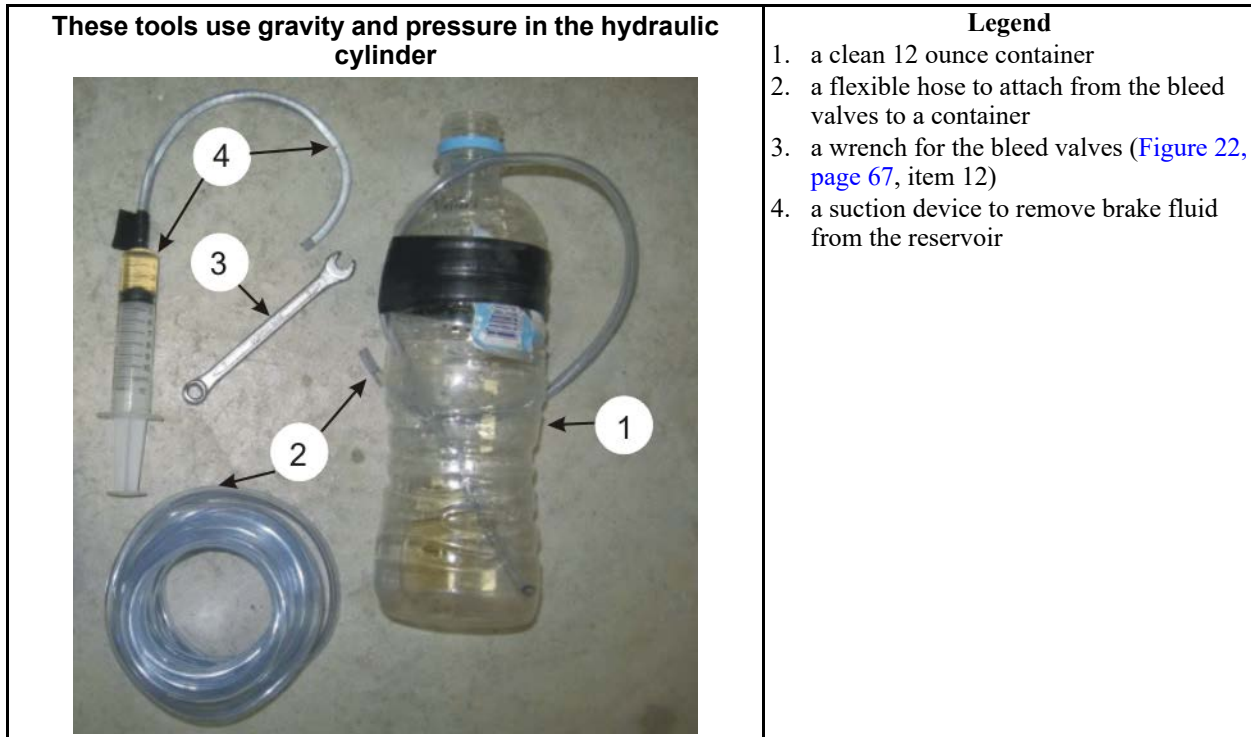 These tools use gravity and pressure in the hydraulic
cylinder
4
3
2
1
Legend
1. a clean 12 ounce container
2. a flexible hose to attach from the bleed
valves to a container
3. a wrench for the bleed valves (Figure 22,
page 67, item 12)
4. a suction device to remove brake fluid
from the reservoir